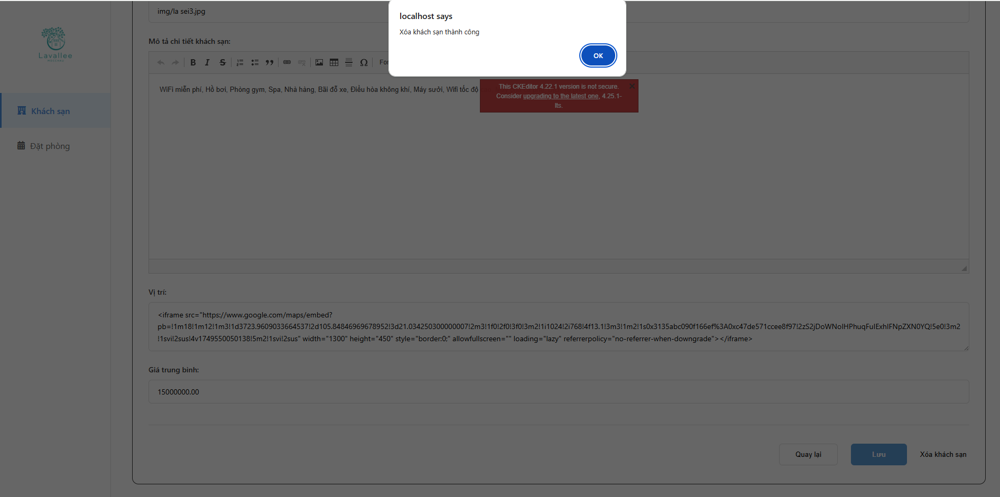 localhost says
Xóa khách sạn thành công
OK
Lavallee
img/la sei3.jpg
Mô tả chi tiết khách sạn:
WiFi miễn phí, Hồ bơi, Phòng gym, Spa, Nhà hàng, Bãi đỗ xe, Điều hòa không khí, Máy sưởi, Wifi tốc độ
This CKEditor 4.22.1 version is not secure.
Consider upgrading to the latest one, 4.25.1-
lts.
Khách sạn
Đặt phòng
Vị trí:
<iframe src="https://www.google.com/maps/embed?
pb=!1m18!1m12!1m3!1d3723.9609033664537!2d105.84846969678952!3d21.034250300000007!2m3!1f0!2f0!3f0!3m2!1i1024!2i768!4f13.1!3m3!1m2!1s0x3135abc090f166ef%3A0xc47de571ccee8f97!2zS2jDoWNoIHPhuqFuIExhIFNpZXN0YQ!5e0!3m2
!1svi!2sus!4v1749550050138!5m2!1svi!2sus" width="1300" height="450" style="border:0;" allowfullscreen="" loading="lazy" referrerpolicy="no-referrer-when-downgrade"></iframe>
Giá trung bình:
15000000.00
Quay lại
Lưu
Xóa khách sạn